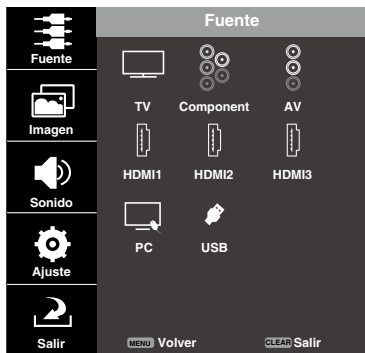 Fuente
Fuente
TV Component AV
Imagen
HDMI1 HDMI2 HDMI3
Sonido
PC USB
Ajuste
Salir
MENU Volver CLEAR Salir